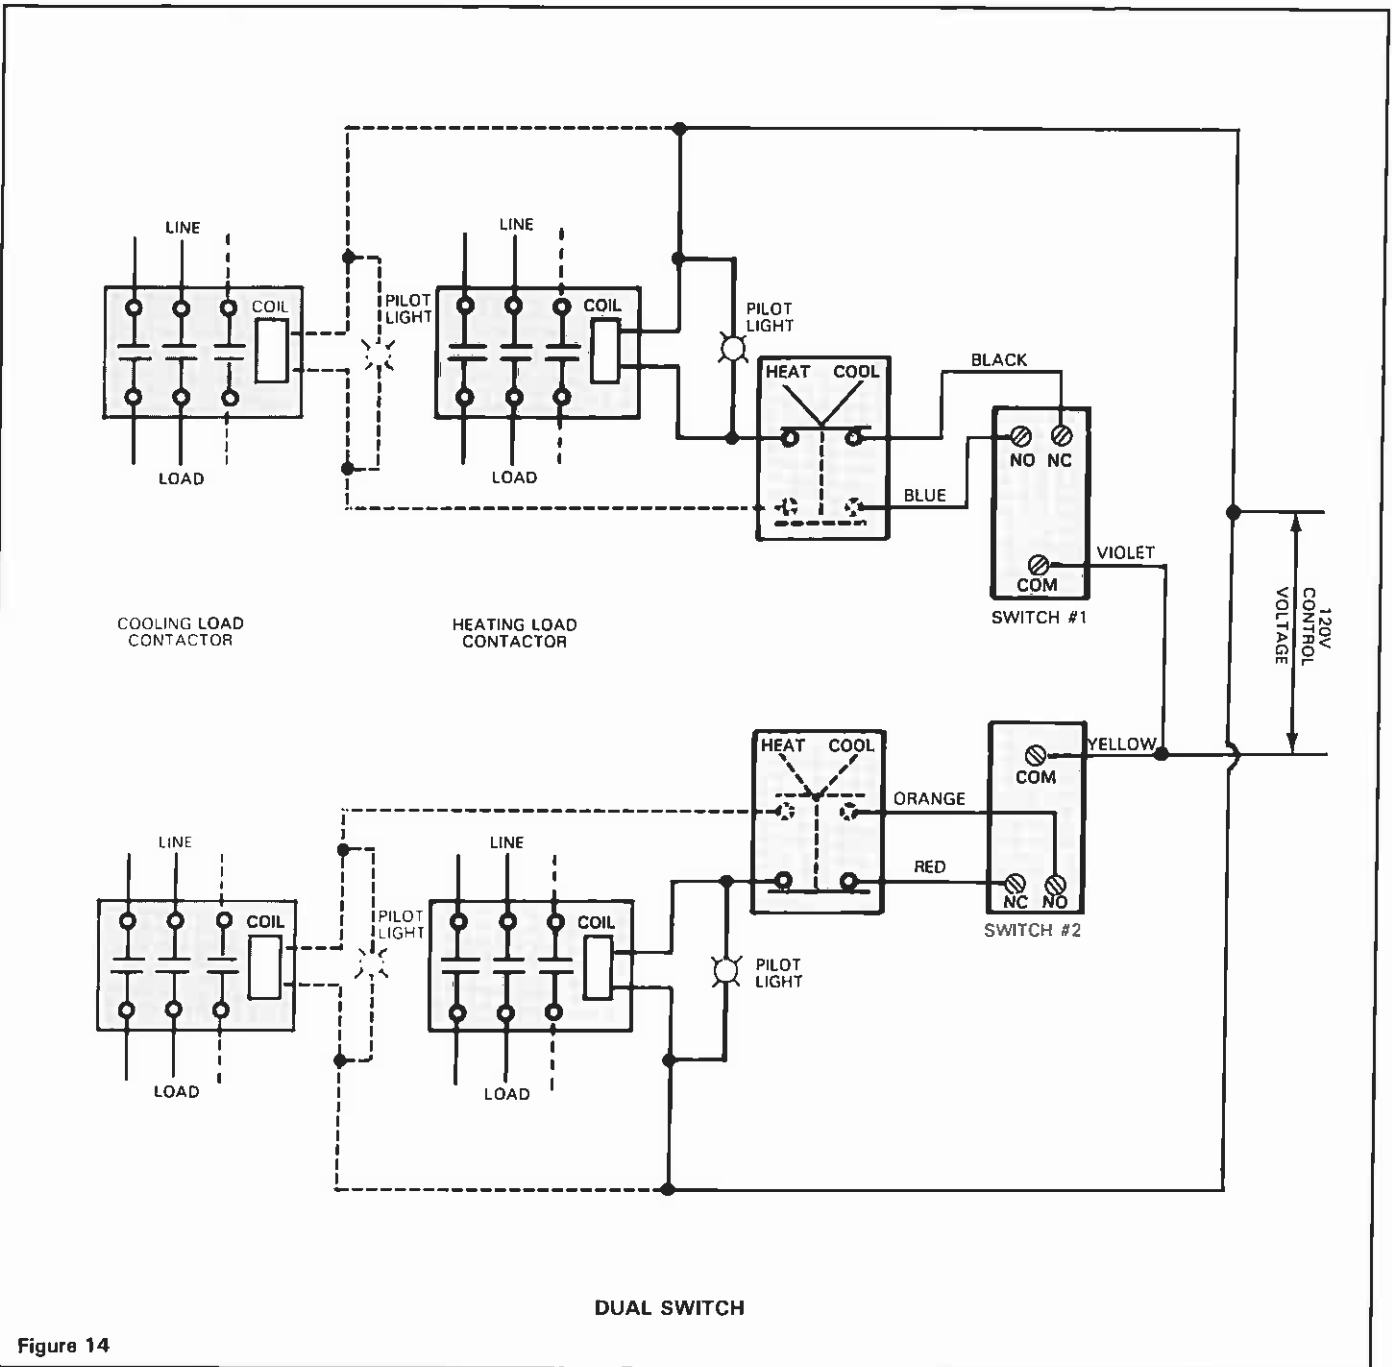 LINE
LINE
COIL
PILOT
LIGHT
COIL
PILOT
LIGHT
HEAT COOL
BLACK
NO NC
LOAD
LOAD
BLUE
VIOLET
COM
SWITCH #1
120V
CONTROL
VOLTAGE
COOLING LOAD
CONTACTOR
HEATING LOAD
CONTACTOR
HEAT COOL
YELLOW
COM
ORANGE
LINE
LINE
RED
NC NO
SWITCH #2
COIL
PILOT
LIGHT
COIL
PILOT
LIGHT
LOAD
LOAD
DUAL SWITCH
Figure 14